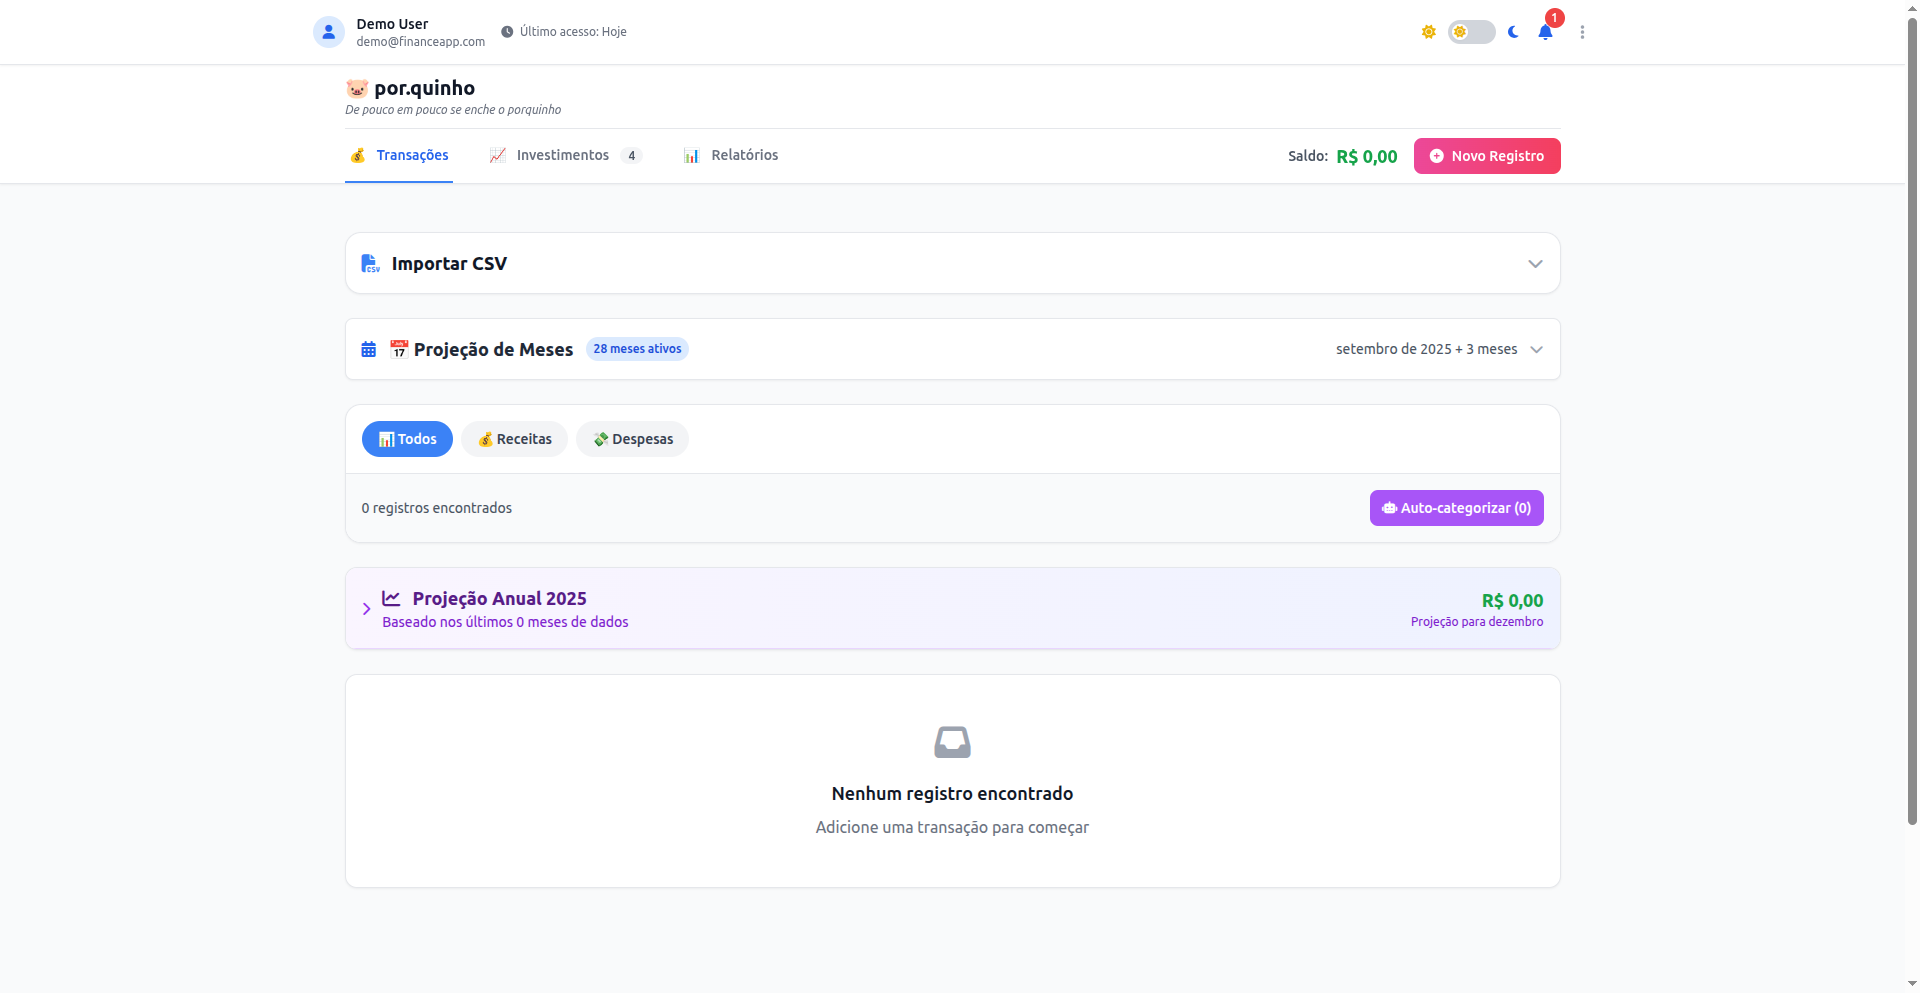 Demo User
demo@financeapp.com
Último acesso: Hoje
1
por.quinho
De pouco em pouco se enche o porquinho
Transações
Investimentos 4
Relatórios
Saldo: R$ 0,00
Novo Registro
CSV
Importar CSV
Projeção de Meses
28 meses ativos
setembro de 2025 + 3 meses
Todos
Receitas
Despesas
0 registros encontrados
Auto-categorizar (0)
Projeção Anual 2025
Baseado nos últimos 0 meses de dados
R$ 0,00
Projeção para dezembro
Nenhum registro encontrado
Adicione uma transação para começar